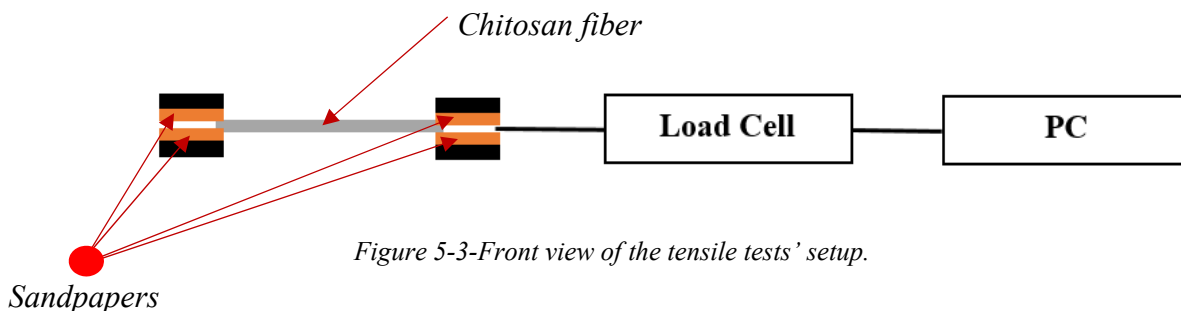 Chitosan fiber
Load Cell
PC
Figure 5-3-Front view of the tensile tests’ setup.
Sandpapers